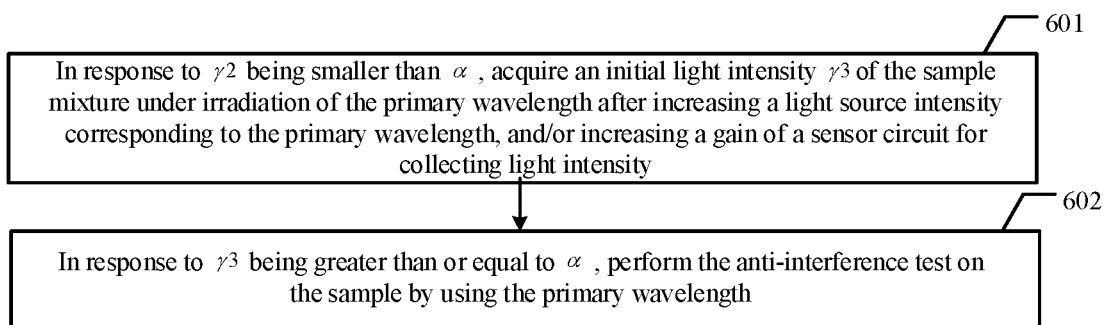 601
In response to γ2 being smaller than α, acquire an initial light intensity γ3 of the sample
mixture under irradiation of the primary wavelength after increasing a light source intensity
corresponding to the primary wavelength, and/or increasing a gain of a sensor circuit for
collecting light intensity
602
In response to γ3 being greater than or equal to α, perform the anti-interference test on
the sample by using the primary wavelength